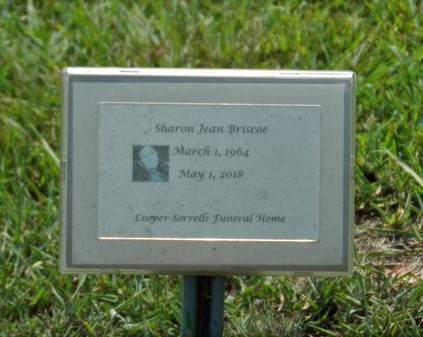 Sharon Jean Briscoe
March 1, 1964
May 1, 2018
Cooper-Sorrells Funeral Home